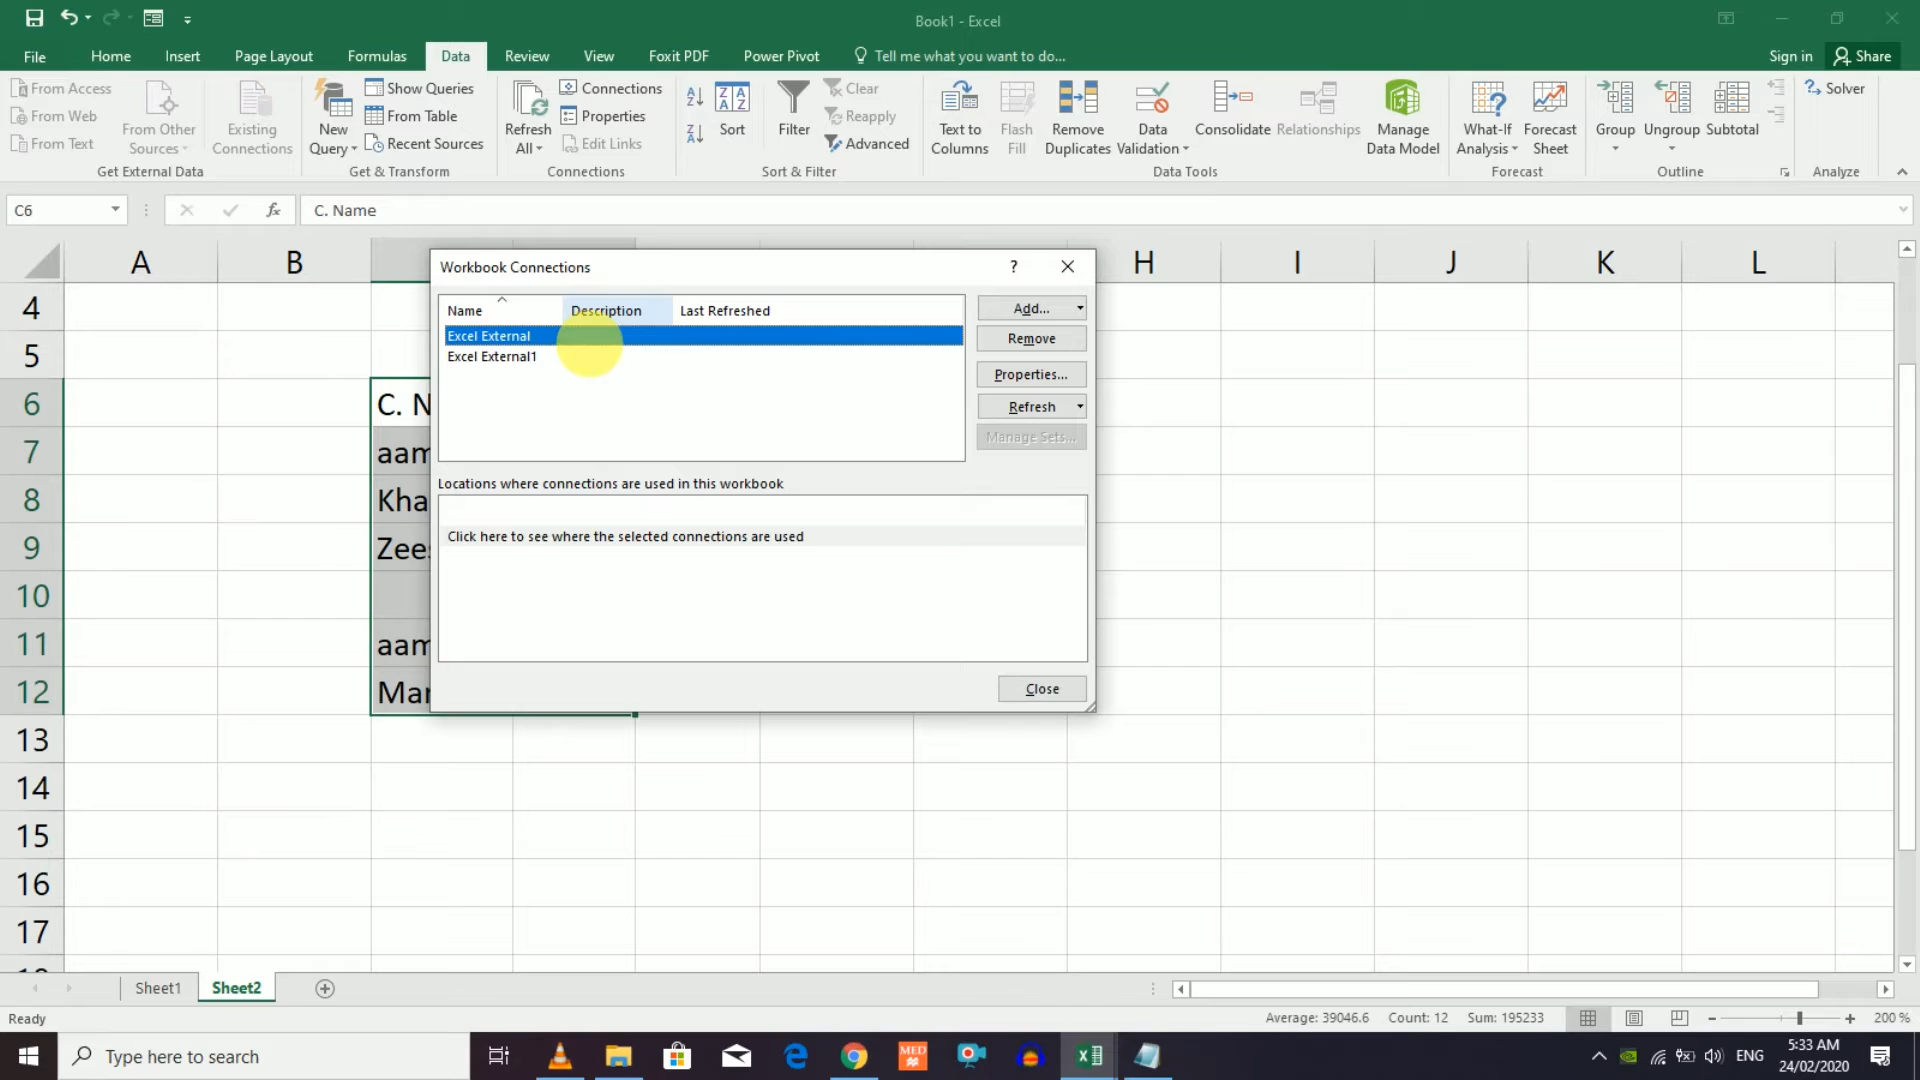 Book1 - Excel
File Home Insert Page Layout Formulas Data Review View Foxit PDF Power Pivot Tell me what you want to do... Sign in Share
From Access
From Web
From Text
From Other Sources
Existing Connections
Get External Data
New Query
Show Queries
From Table
Recent Sources
Get & Transform
Refresh All
Connections
Properties
Edit Links
Connections
Sort
Filter
Clear
Reapply
Advanced
Sort & Filter
Text to Columns
Flash Fill
Remove Duplicates
Data Validation
Consolidate
Relationships
Manage Data Model
Data Tools
What-If Analysis
Forecast Sheet
Forecast
Group
Ungroup
Subtotal
Outline
Solver
Analyze
C6 fx C. Name
A B H I J K L
4
5
6 C. N
7 aam
8 Kha
9 Zees
10
11 aam
12
13
14
15
16
17
Workbook Connections ?
Name Description Last Refreshed
Excel External
Excel External1
Add...
Remove
Properties...
Refresh
Manage Sets...
Locations where connections are used in this workbook
Click here to see where the selected connections are used
Close
Sheet1 Sheet2
Ready Average: 39046.6 Count: 12 Sum: 195233 200 %
Type here to search
MED
ENG
5:33 AM
24/02/2020